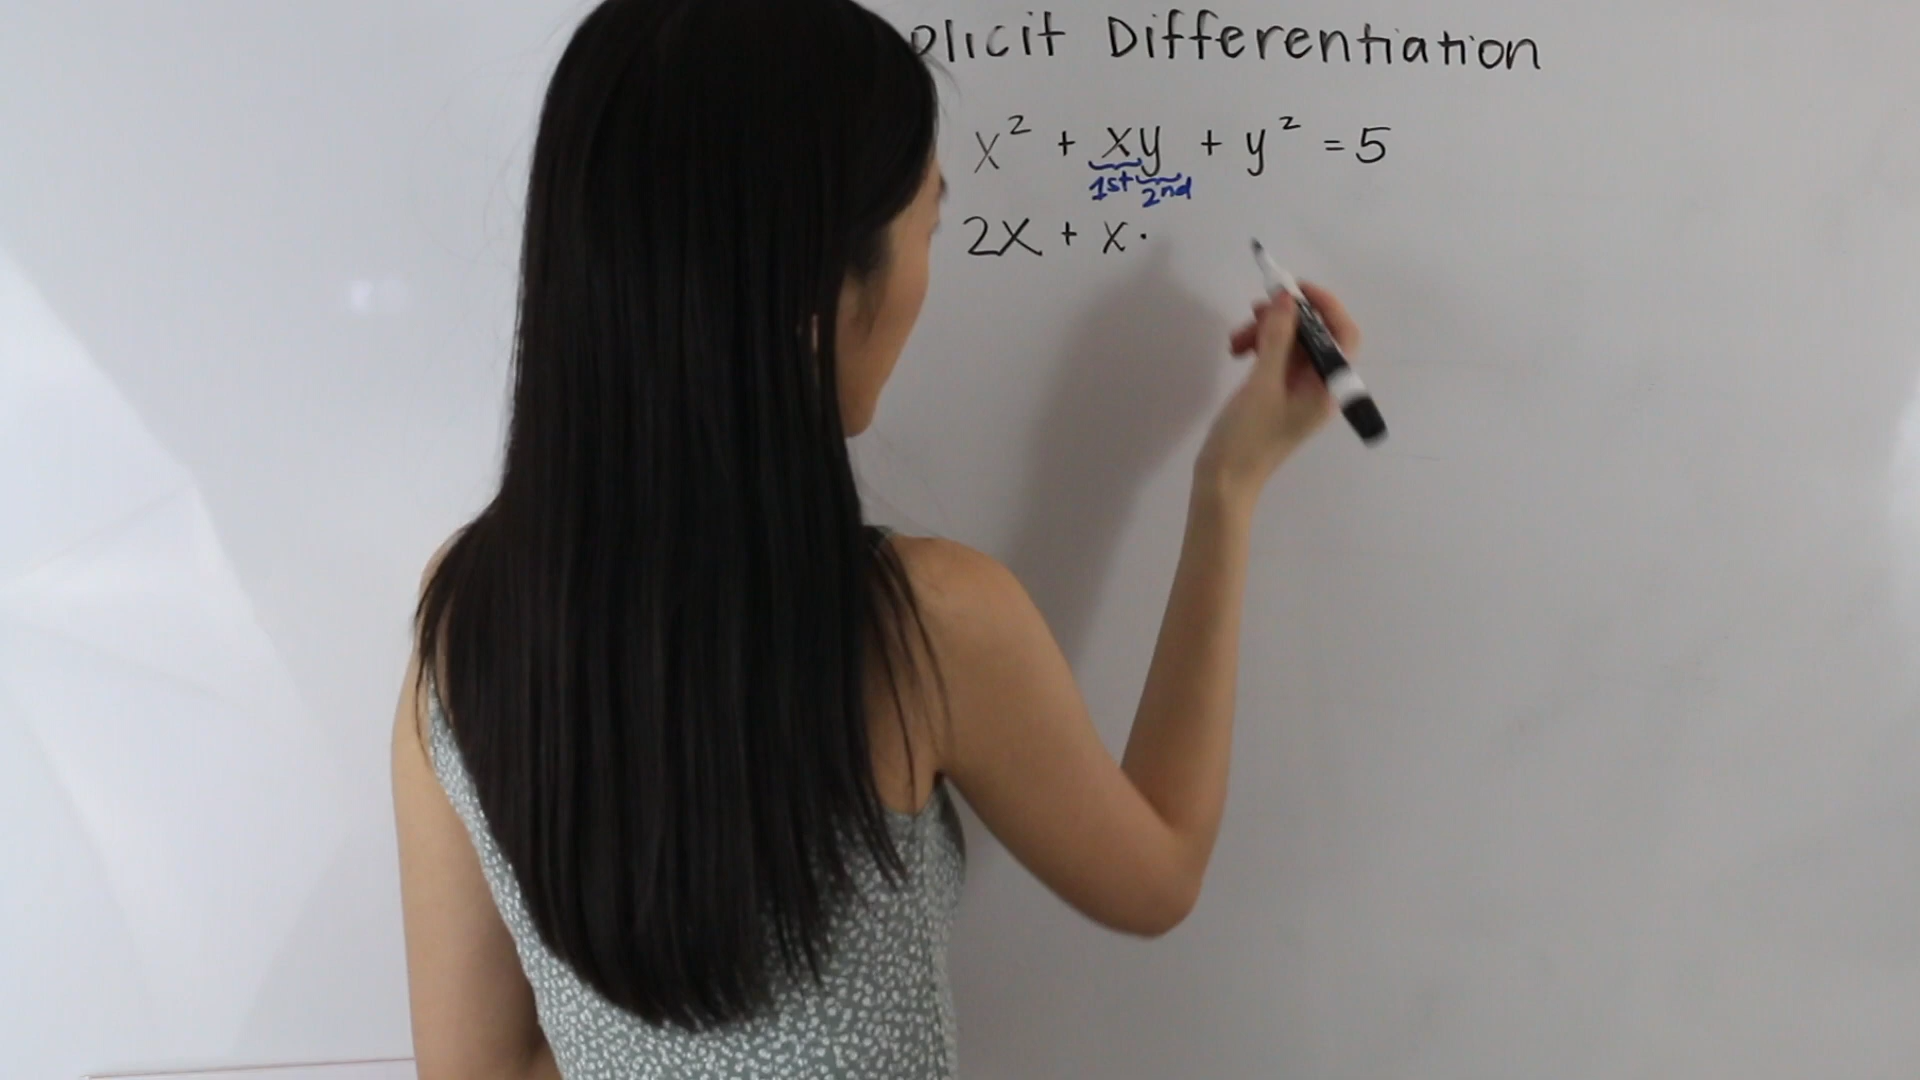 plicit Differentiation
x² + xy + y² = 5
1st 2nd
2x + x ·